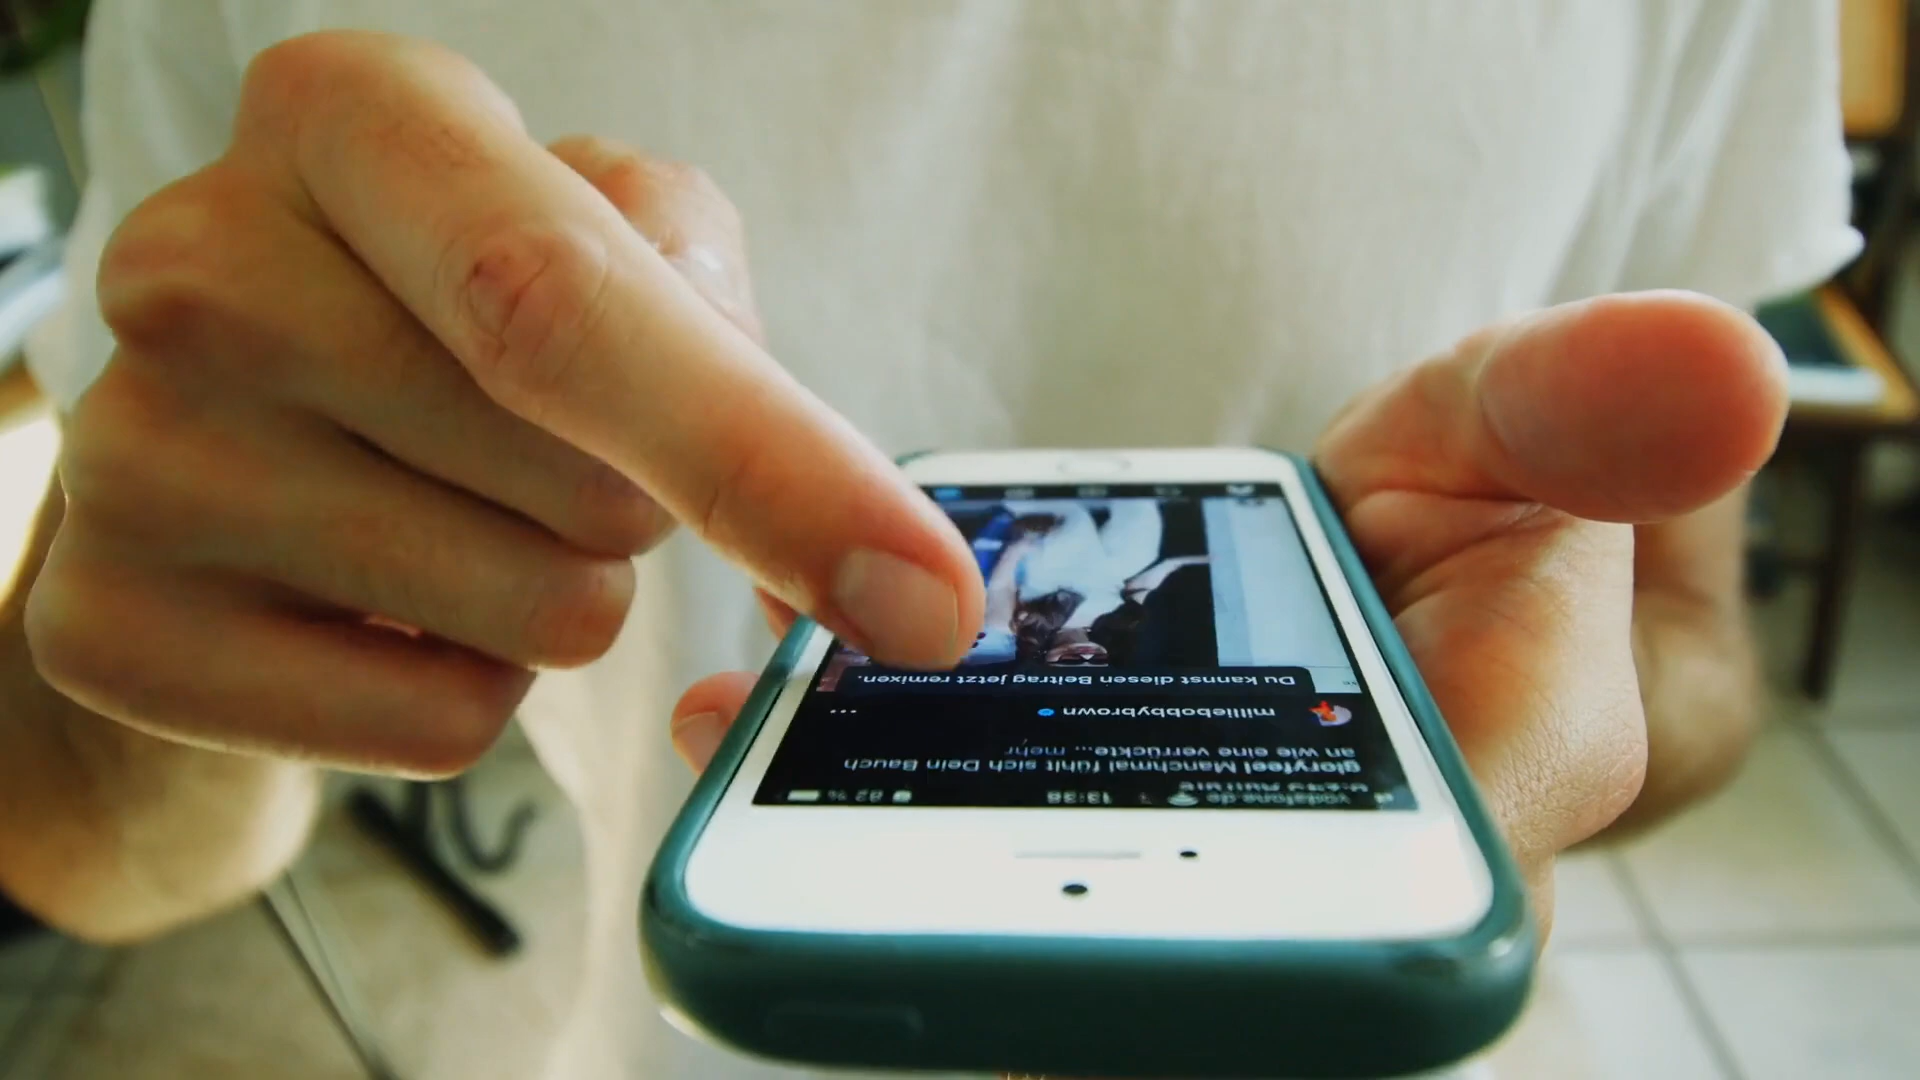 vodafone.de 13:38 82 %
gloryfeel Manchmal fühlt sich Dein Bauch
an wie eine verrückte... mehr
milliebobbybrown
Du kannst diesen Beitrag jetzt remixen.